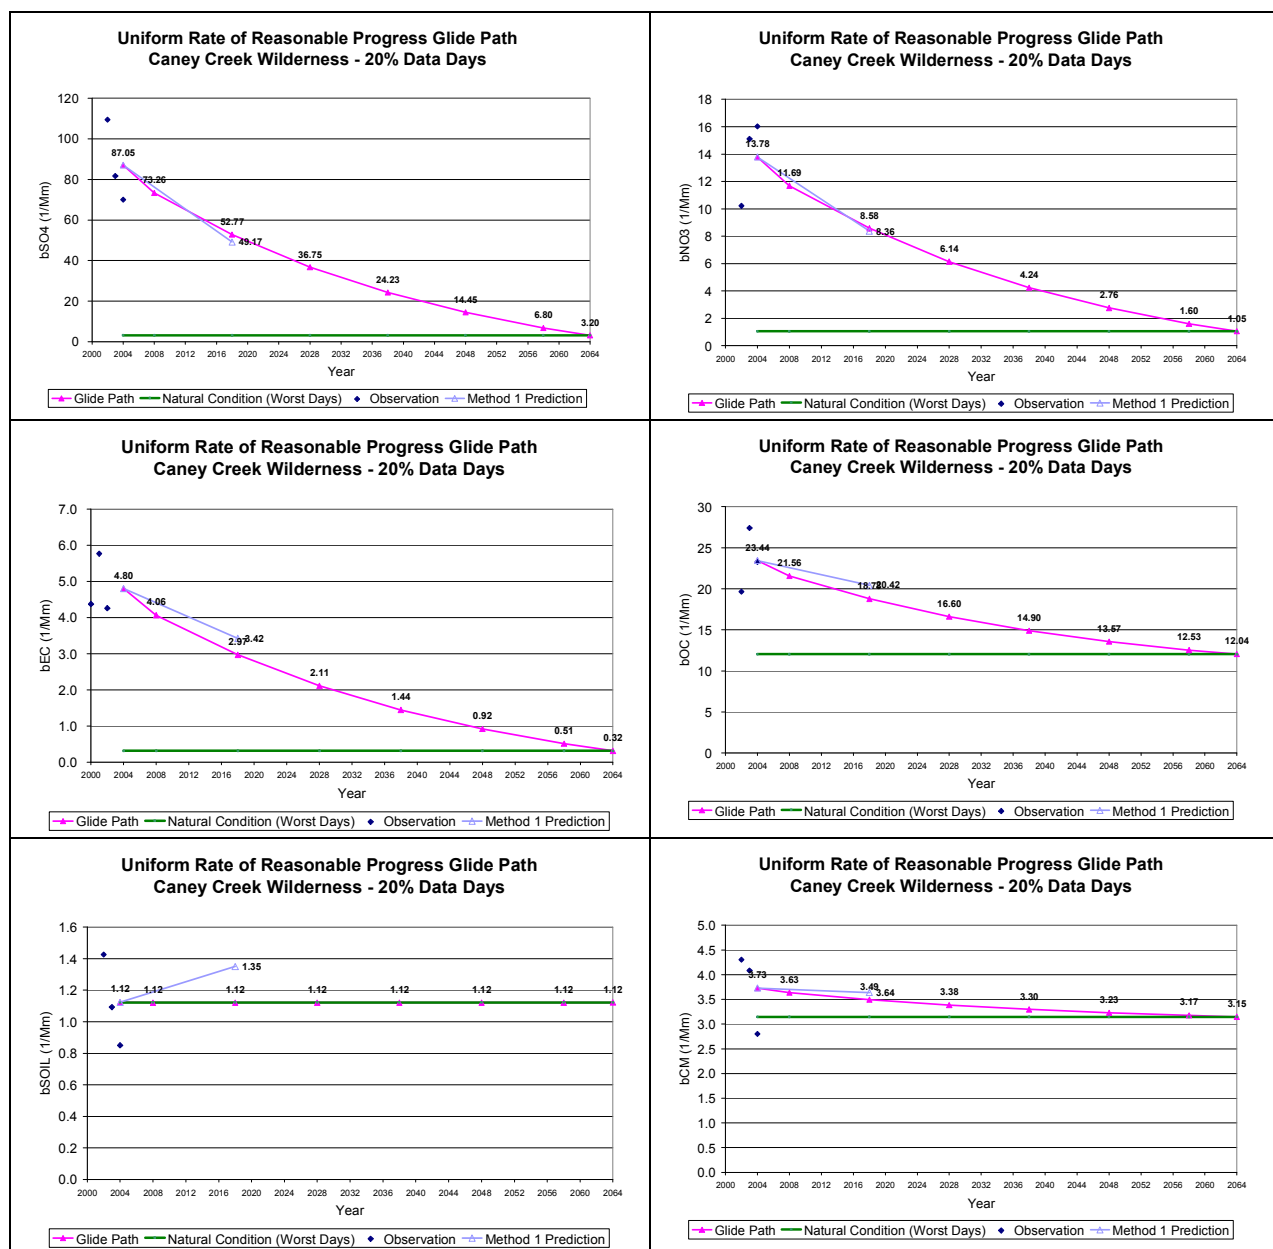 Uniform Rate of Reasonable Progress Glide Path
Caney Creek Wilderness - 20% Data Days
bSO4 (1/Mm)
120
100
80
60
40
20
0
87.05
73.26
52.77
49.17
36.75
24.23
14.45
6.80
3.20
2000 2004 2008 2012 2016 2020 2024 2028 2032 2036 2040 2044 2048 2052 2056 2060 2064
Year
Glide Path Natural Condition (Worst Days) Observation Method 1 Prediction
Uniform Rate of Reasonable Progress Glide Path
Caney Creek Wilderness - 20% Data Days
bNO3 (1/Mm)
18
16
14
12
10
8
6
4
2
0
13.78
11.69
8.58
8.36
6.14
4.24
2.76
1.60
1.05
2000 2004 2008 2012 2016 2020 2024 2028 2032 2036 2040 2044 2048 2052 2056 2060 2064
Year
Glide Path Natural Condition (Worst Days) Observation Method 1 Prediction
Uniform Rate of Reasonable Progress Glide Path
Caney Creek Wilderness - 20% Data Days
bEC (1/Mm)
7.0
6.0
5.0
4.0
3.0
2.0
1.0
0.0
4.80
4.06
2.97
3.42
2.11
1.44
0.92
0.51
0.32
2000 2004 2008 2012 2016 2020 2024 2028 2032 2036 2040 2044 2048 2052 2056 2060 2064
Year
Glide Path Natural Condition (Worst Days) Observation Method 1 Prediction
Uniform Rate of Reasonable Progress Glide Path
Caney Creek Wilderness - 20% Data Days
bOC (1/Mm)
30
25
20
15
10
5
0
23.44
21.56
18.78
20.42
16.60
14.90
13.57
12.53
12.04
2000 2004 2008 2012 2016 2020 2024 2028 2032 2036 2040 2044 2048 2052 2056 2060 2064
Year
Glide Path Natural Condition (Worst Days) Observation Method 1 Prediction
Uniform Rate of Reasonable Progress Glide Path
Caney Creek Wilderness - 20% Data Days
bSOIL (1/Mm)
1.6
1.4
1.2
1.0
0.8
0.6
0.4
0.2
0.0
1.35
1.12 1.12 1.12 1.12 1.12 1.12 1.12 1.12
2000 2004 2008 2012 2016 2020 2024 2028 2032 2036 2040 2044 2048 2052 2056 2060 2064
Year
Glide Path Natural Condition (Worst Days) Observation Method 1 Prediction
Uniform Rate of Reasonable Progress Glide Path
Caney Creek Wilderness - 20% Data Days
bCM (1/Mm)
5.0
4.5
4.0
3.5
3.0
2.5
2.0
1.5
1.0
0.5
0.0
3.73
3.63
3.49
3.64
3.38
3.30
3.23
3.17
3.15
2000 2004 2008 2012 2016 2020 2024 2028 2032 2036 2040 2044 2048 2052 2056 2060 2064
Year
Glide Path Natural Condition (Worst Days) Observation Method 1 Prediction